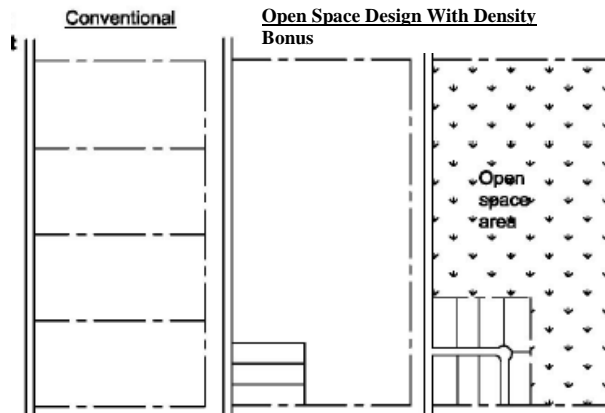 Conventional
Open Space Design With Density
Bonus
Open
space
area